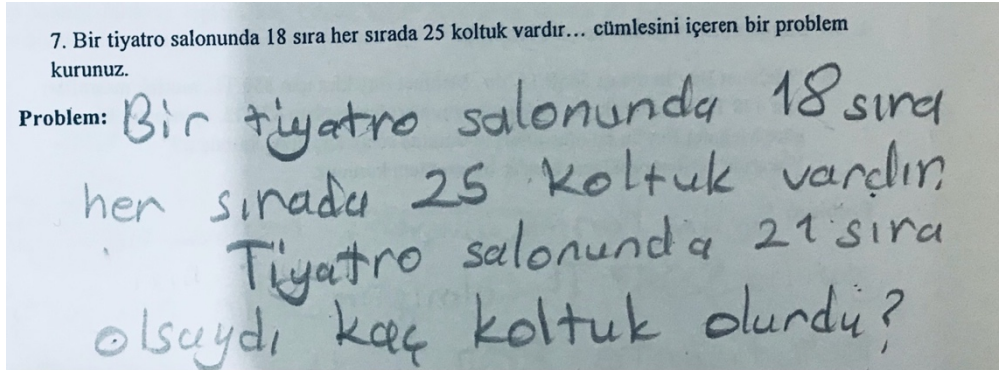 7. Bir tiyatro salonunda 18 sıra her sırada 25 koltuk vardır… cümlesini içeren bir problem
kurunuz.
Problem: Bir tiyatro salonunda 18 sıra
her sırada 25 koltuk vardır.
Tiyatro salonunda 21 sıra
olsaydı kaç koltuk olurdu?